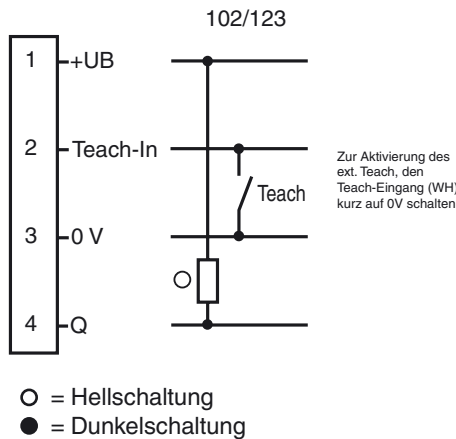 102/123
1 +UB
2 Teach-In
Teach
Zur Aktivierung des
ext. Teach, den
Teach-Eingang (WH)
kurz auf 0V schalten
3 0 V
4 Q
= Hellschaltung
= Dunkelschaltung